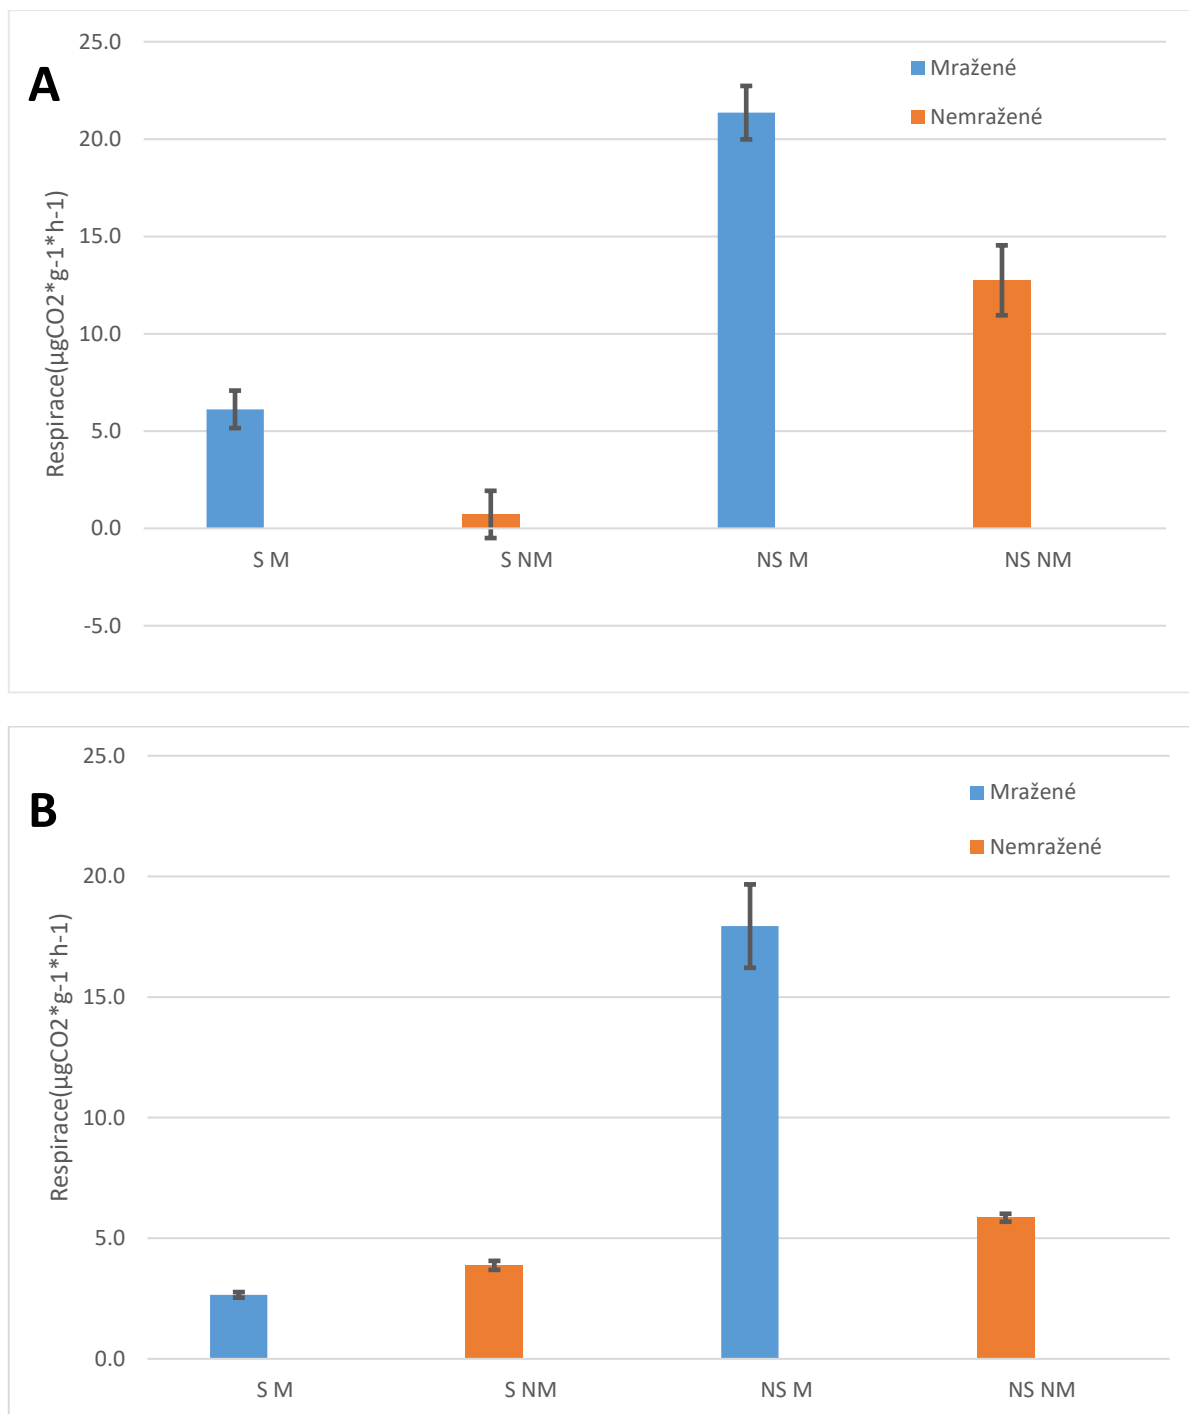 A
25.0
20.0
15.0
10.0
5.0
0.0
-5.0
Respirace(µgCO2*g-1*h-1)
Mražené
Nemražené
S M
S NM
NS M
NS NM
B
25.0
20.0
15.0
10.0
5.0
0.0
Respirace(µgCO2*g-1*h-1)
Mražené
Nemražené
S M
S NM
NS M
NS NM